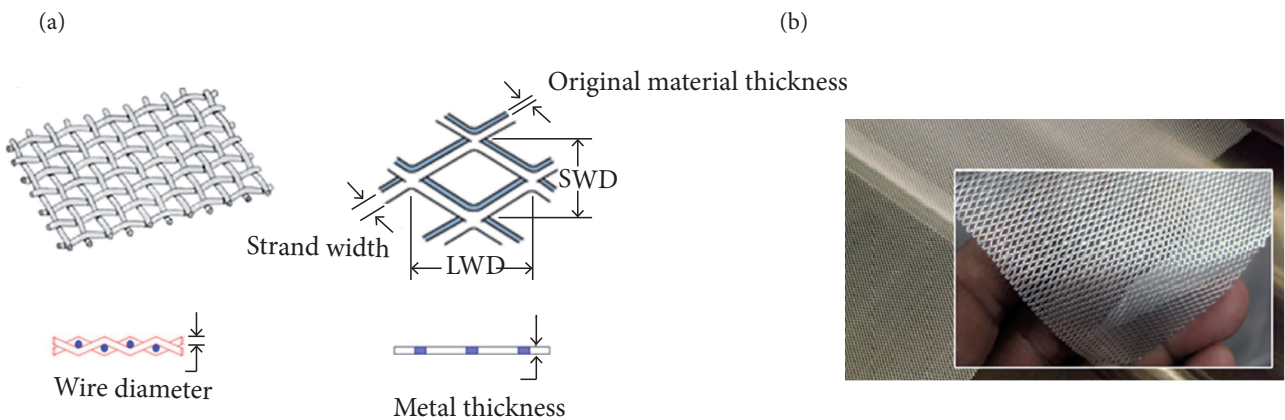 (a)
(b)
Original material thickness
SWD
Strand width
LWD
Wire diameter
Metal thickness